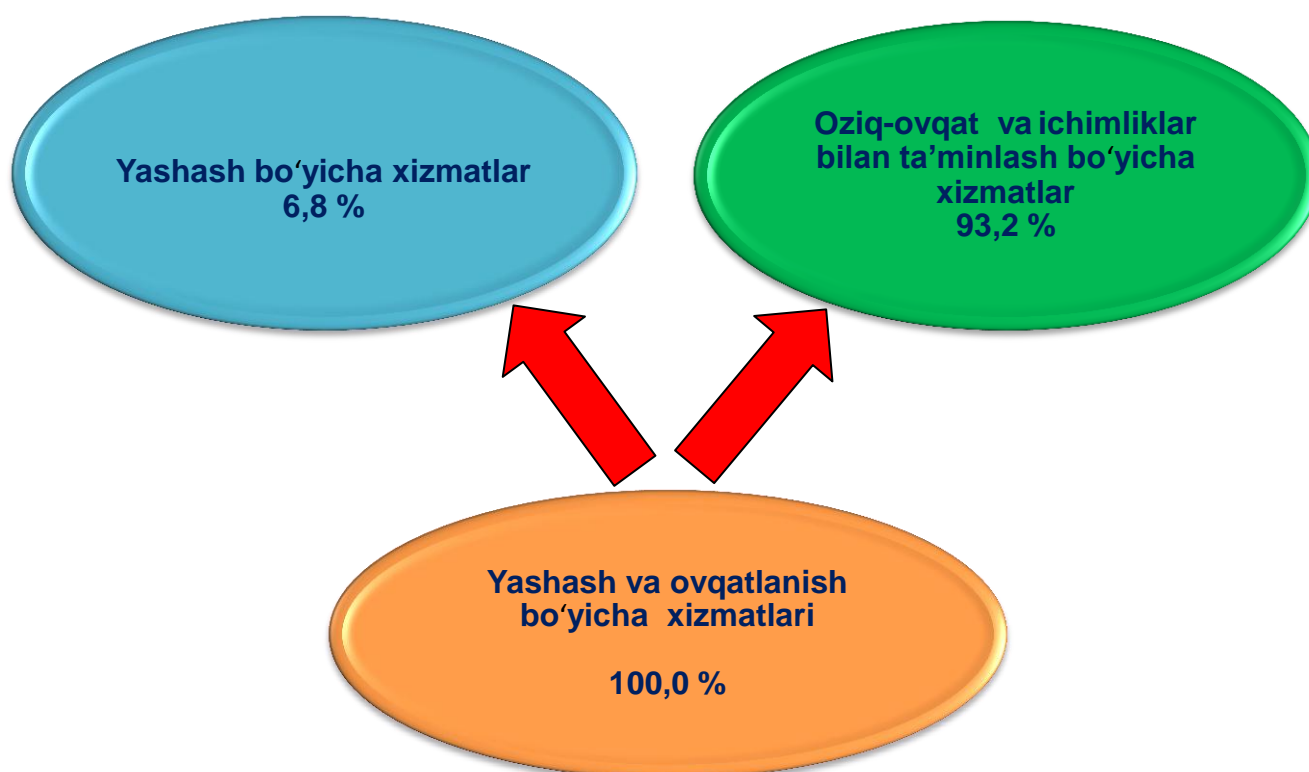 Yashash bo‘yicha xizmatlar
6,8 %
Oziq-ovqat va ichimliklar
bilan ta’minlash bo‘yicha
xizmatlar
93,2 %
Yashash va ovqatlanish
bo‘yicha xizmatlari
100,0 %